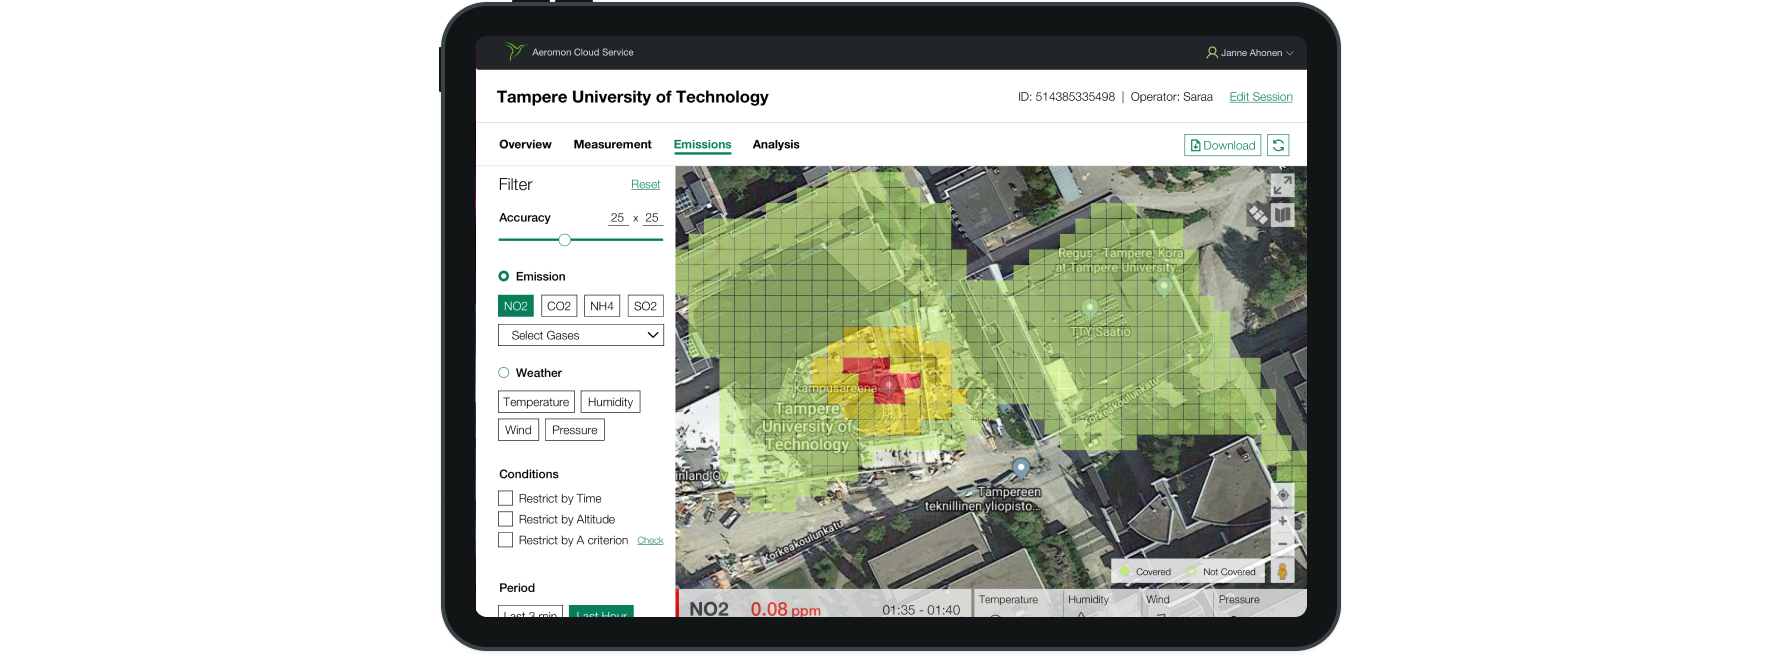 Aeromon Cloud Service
Janne Ahonen
Tampere University of Technology
ID: 514385335498 | Operator: Saraa
Edit Session
Overview
Measurement
Emissions
Analysis
Download
Filter
Reset
Accuracy
25 x 25
Emission
NO2
CO2
NH4
SO2
Select Gases
Weather
Temperature
Humidity
Wind
Pressure
Conditions
Restrict by Time
Restrict by Altitude
Restrict by A criterion
Check
Period
Last 3 min
Last Hour
Regus - Tampere, Kora
at Tampere University...
TTY Säätiö
Kampusareena
Tampere
University of
Technology
Korkeakoulunkatu
inland Oy
Tampereen
teknillinen yliopisto...
Korkeakoulunkatu
Covered
Not Covered
NO2
0.08 ppm
01:35 - 01:40
Temperature
Humidity
Wind
Pressure